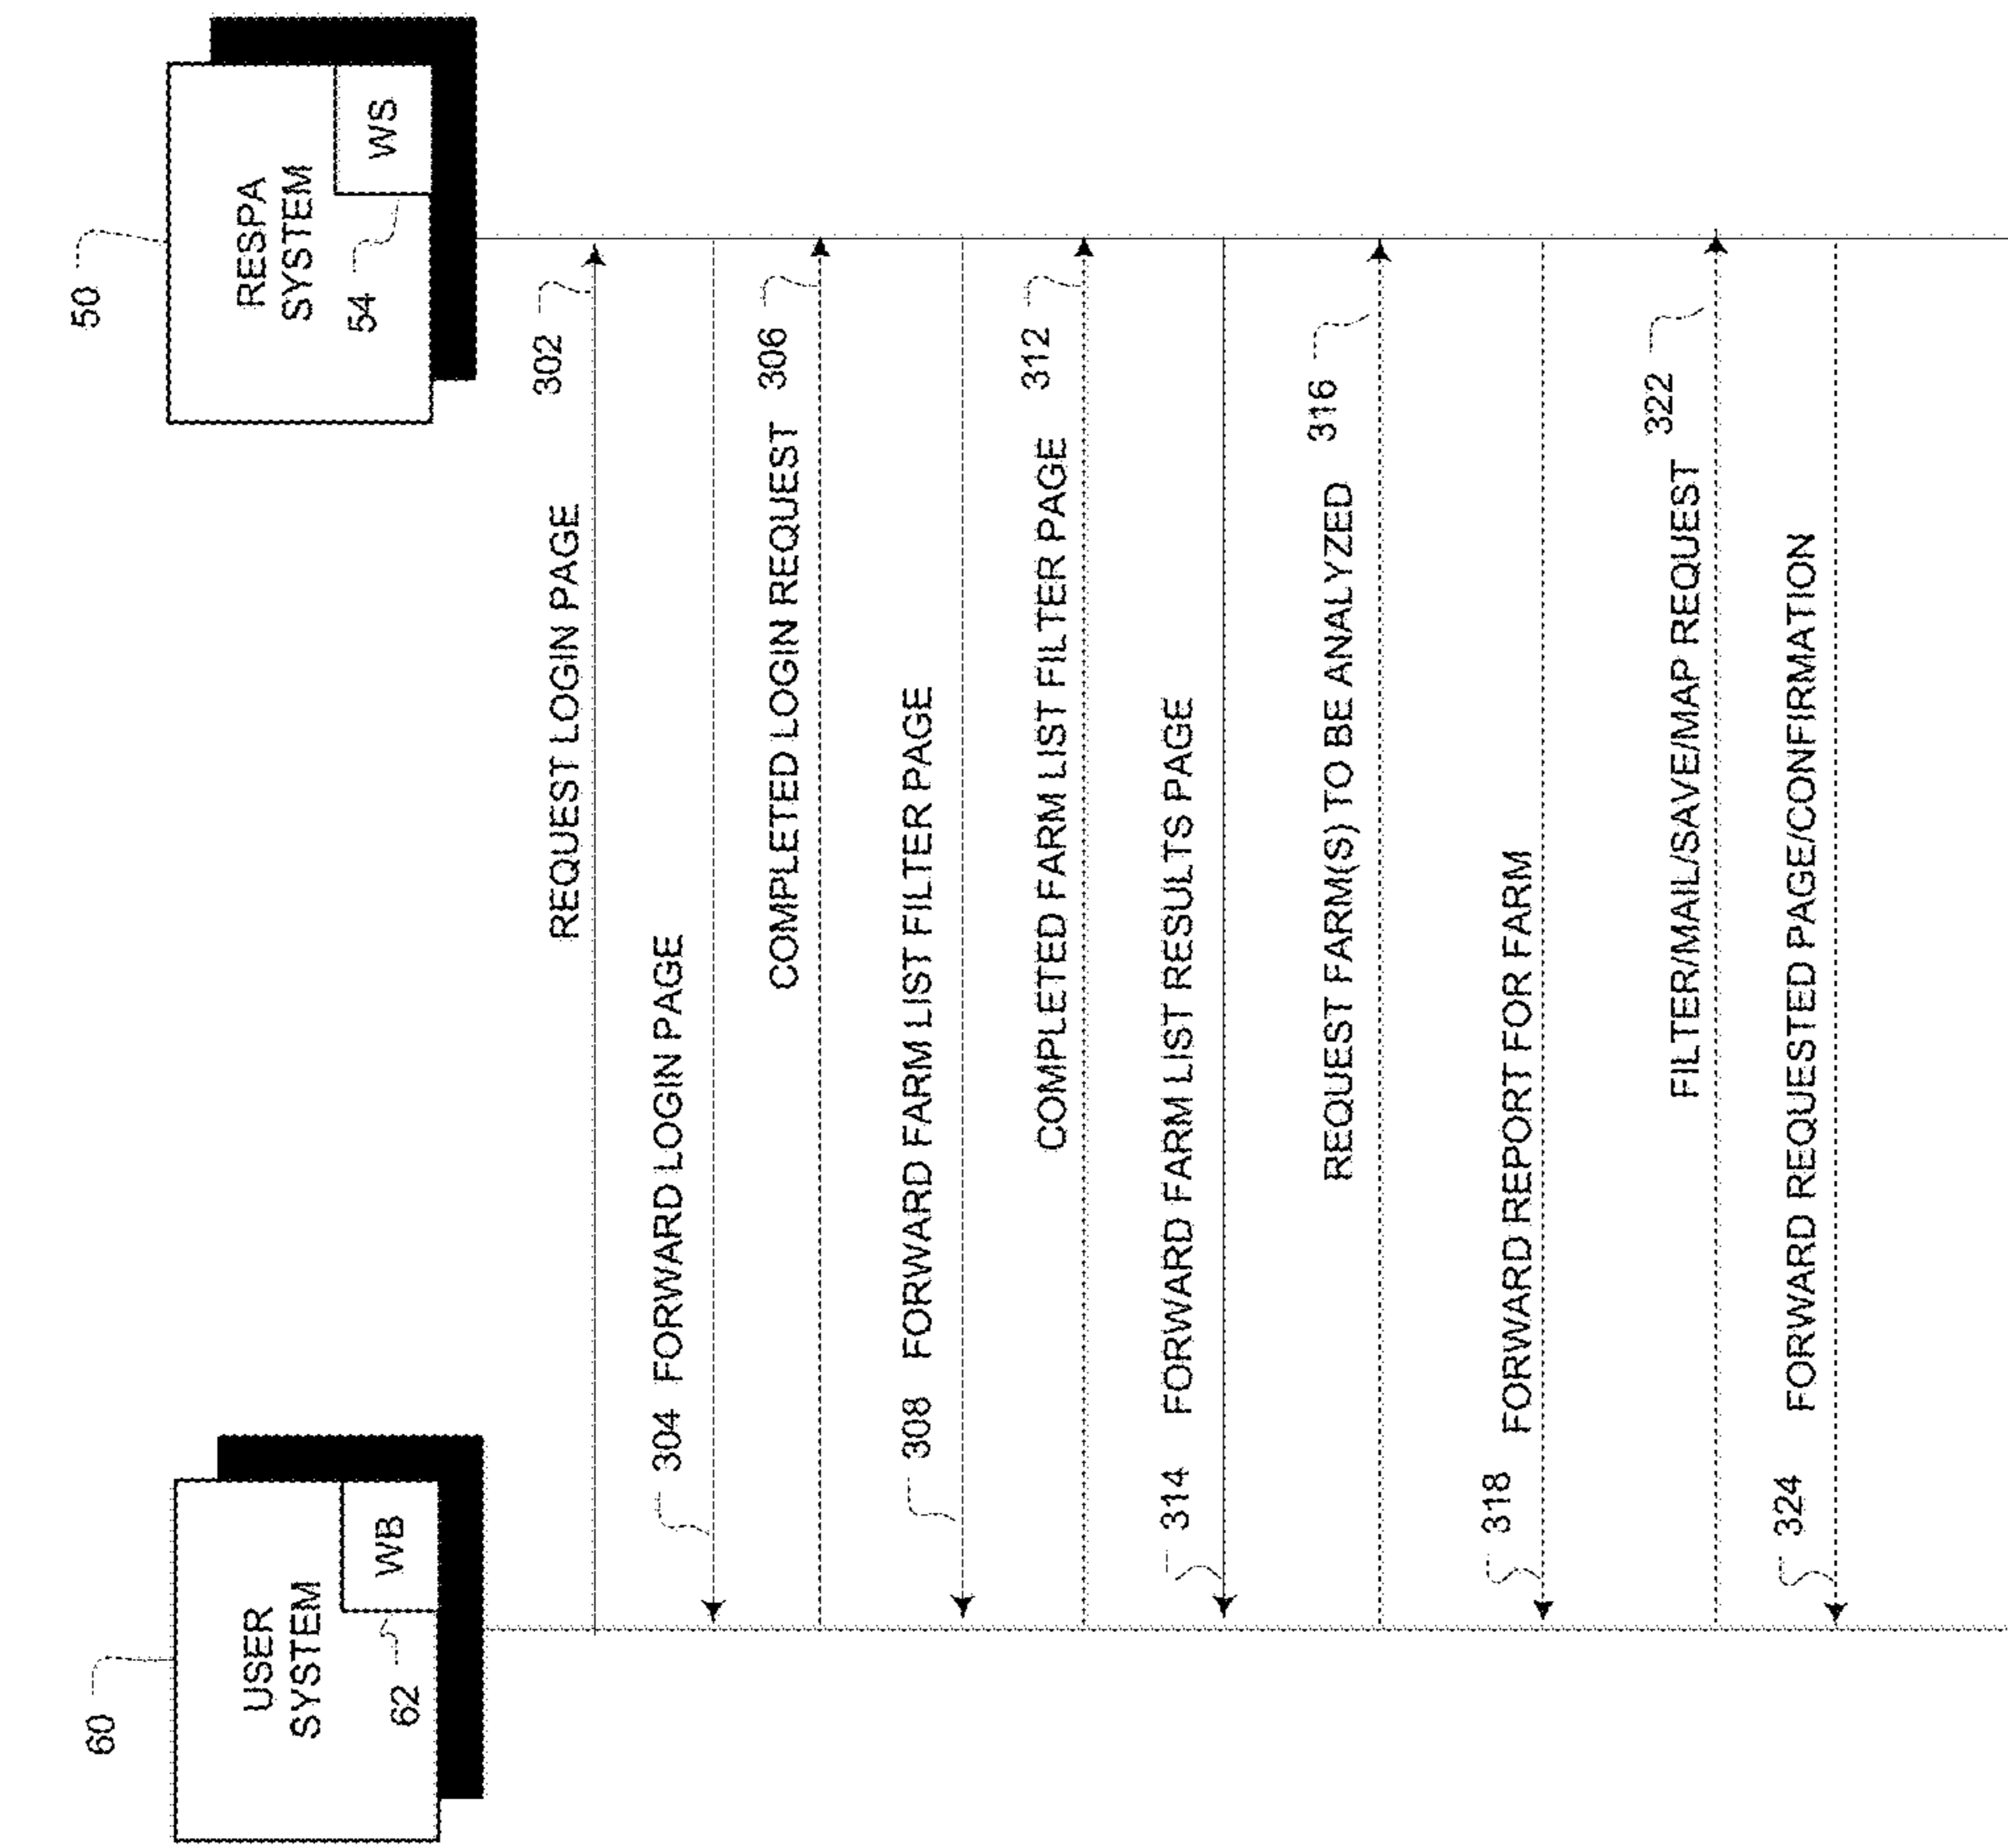 60
USER
SYSTEM
WB
62
50
RESPA
SYSTEM
WS
54
REQUEST LOGIN PAGE 302
304 FORWARD LOGIN PAGE
COMPLETED LOGIN REQUEST 306
308 FORWARD FARM LIST FILTER PAGE
COMPLETED FARM LIST FILTER PAGE 312
314 FORWARD FARM LIST RESULTS PAGE
REQUEST FARM(S) TO BE ANALYZED 316
318 FORWARD REPORT FOR FARM
FILTER/MAIL/SAVE/MAP REQUEST 322
324 FORWARD REQUESTED PAGE/CONFIRMATION